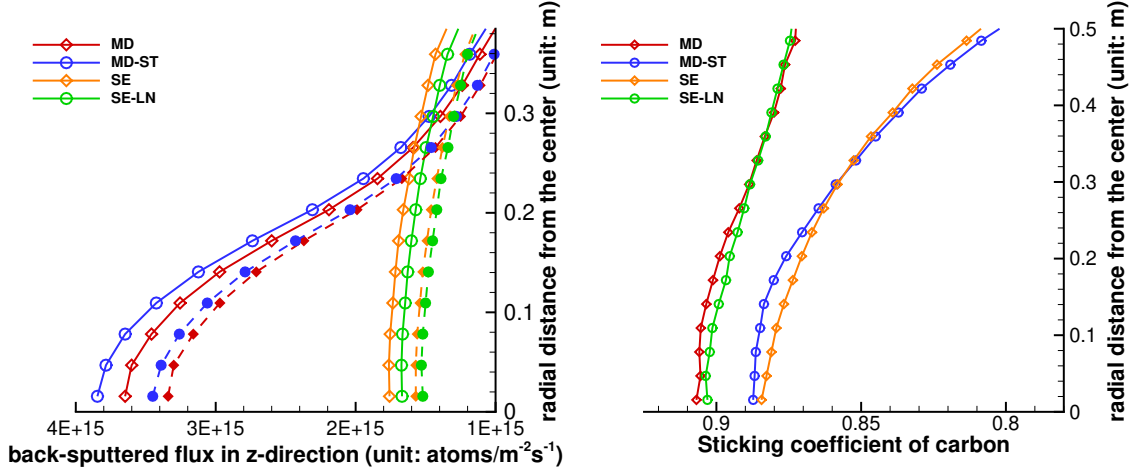 MD
MD-ST
SE
SE-LN
0.3
0.2
0.1
0
radial distance from the center (unit: m)
4E+15
3E+15
2E+15
1E+15
back-sputtered flux in z-direction (unit: atoms/m⁻²s⁻¹)
MD
MD-ST
SE
SE-LN
0.5
0.4
0.3
0.2
0.1
0
radial distance from the center (unit: m)
0.9
0.85
0.8
Sticking coefficient of carbon